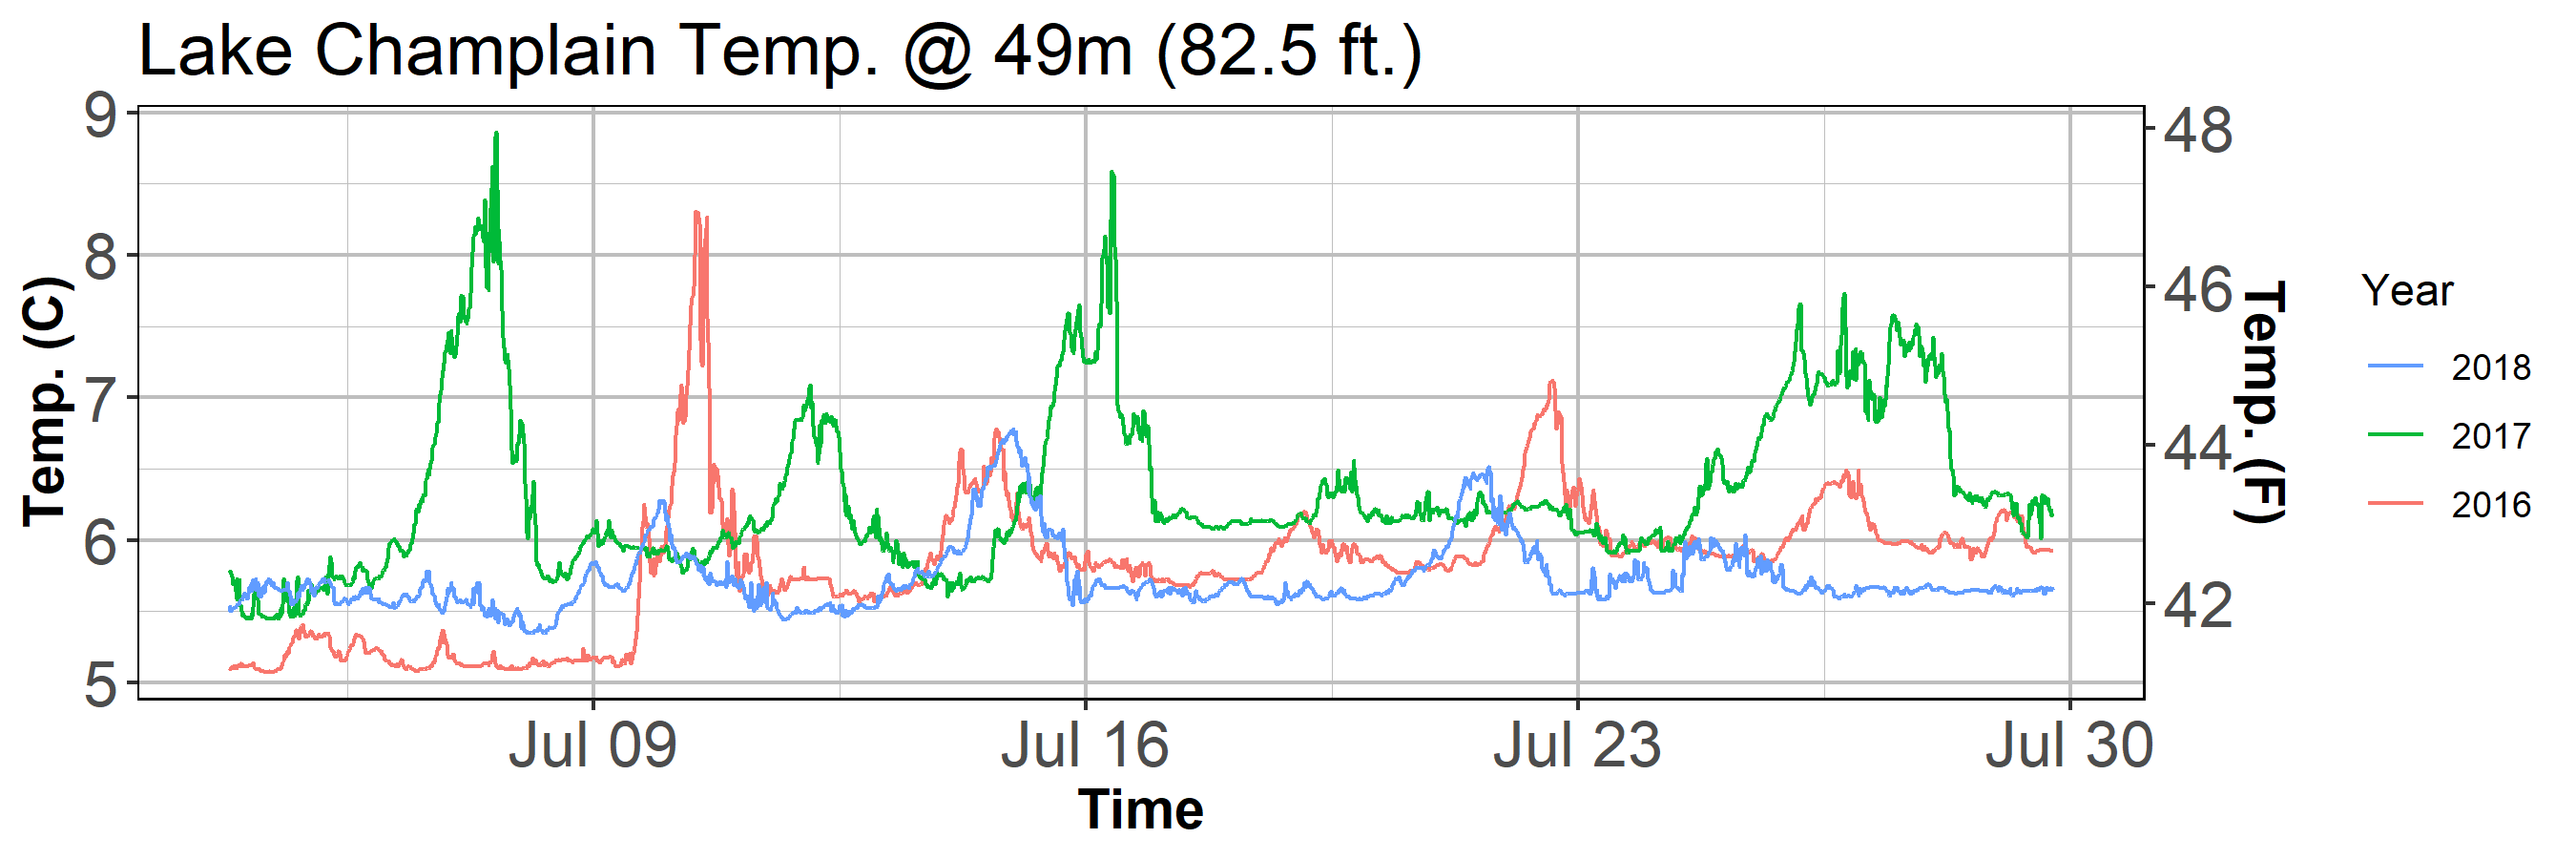 Lake Champlain Temp. @ 49m (82.5 ft.)
9
8
7
6
5
Temp. (C)
48
46
44
42
Temp. (F)
Jul 09
Jul 16
Jul 23
Jul 30
Time
Year
2018
2017
2016